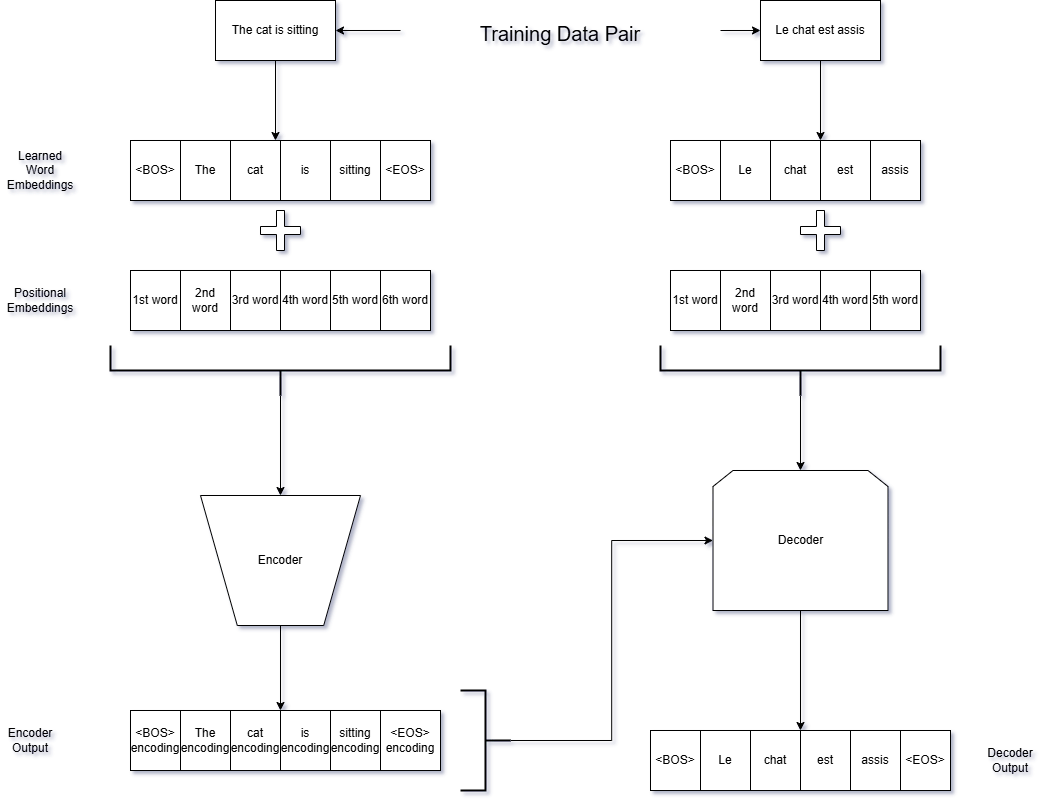 The cat is sitting
Training Data Pair
Le chat est assis
Learned
Word
Embeddings
<BOS> The cat is sitting <EOS>
<BOS> Le chat est assis
Positional
Embeddings
1st word 2nd word 3rd word 4th word 5th word 6th word
1st word 2nd word 3rd word 4th word 5th word
Encoder
Decoder
Encoder
Output
<BOS> encoding The encoding cat encoding is encoding sitting encoding <EOS> encoding
<BOS> Le chat est assis <EOS>
Decoder
Output